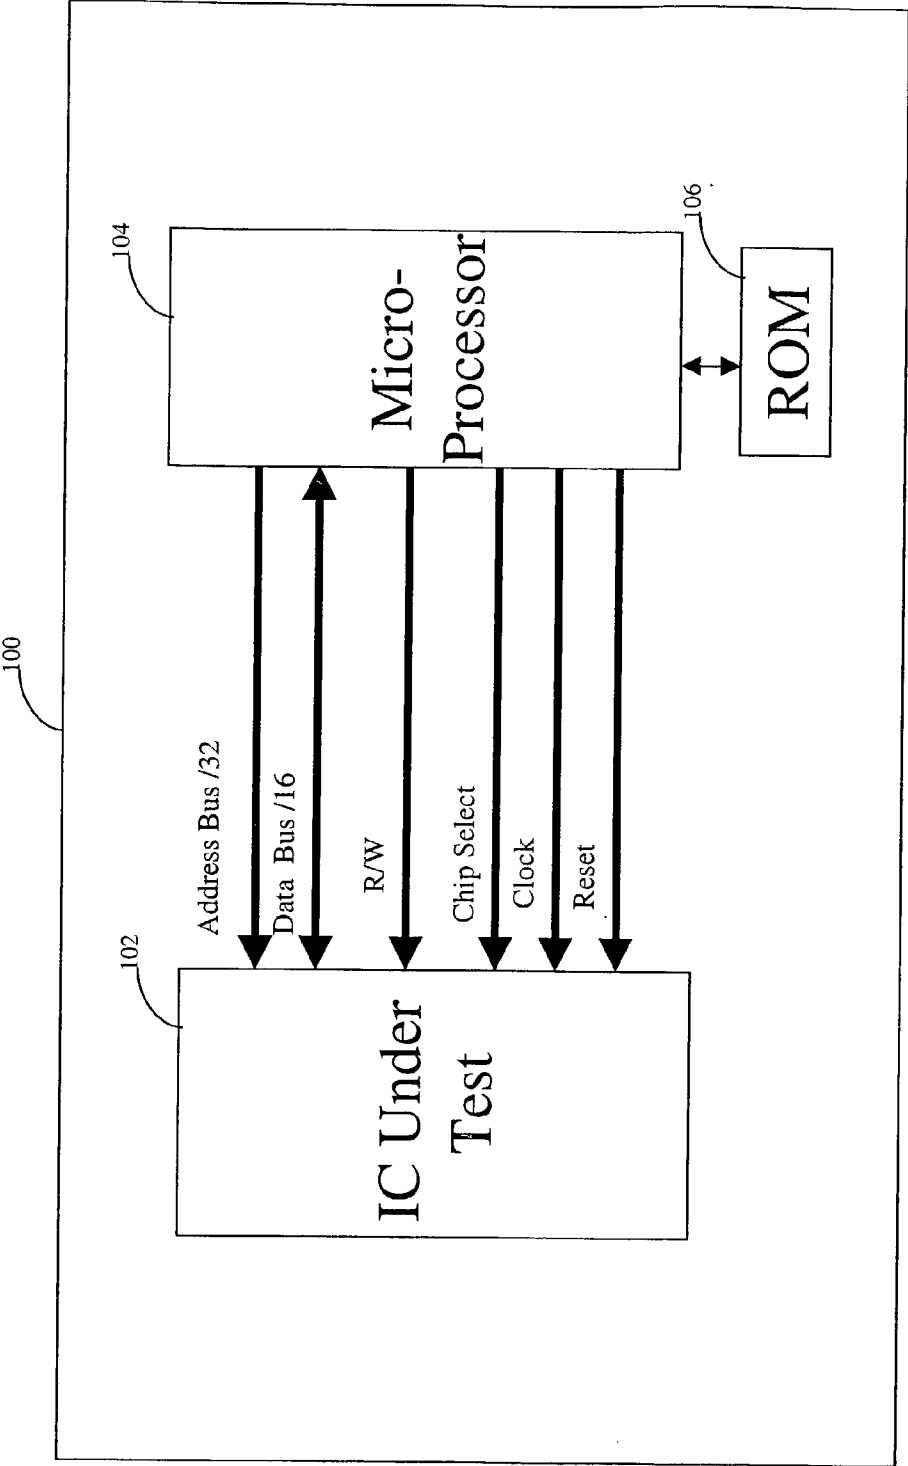 100
102
104
Address Bus /32
Data Bus /16
R/W
Chip Select
Clock
Reset
IC Under
Test
Micro-
Processor
106
ROM